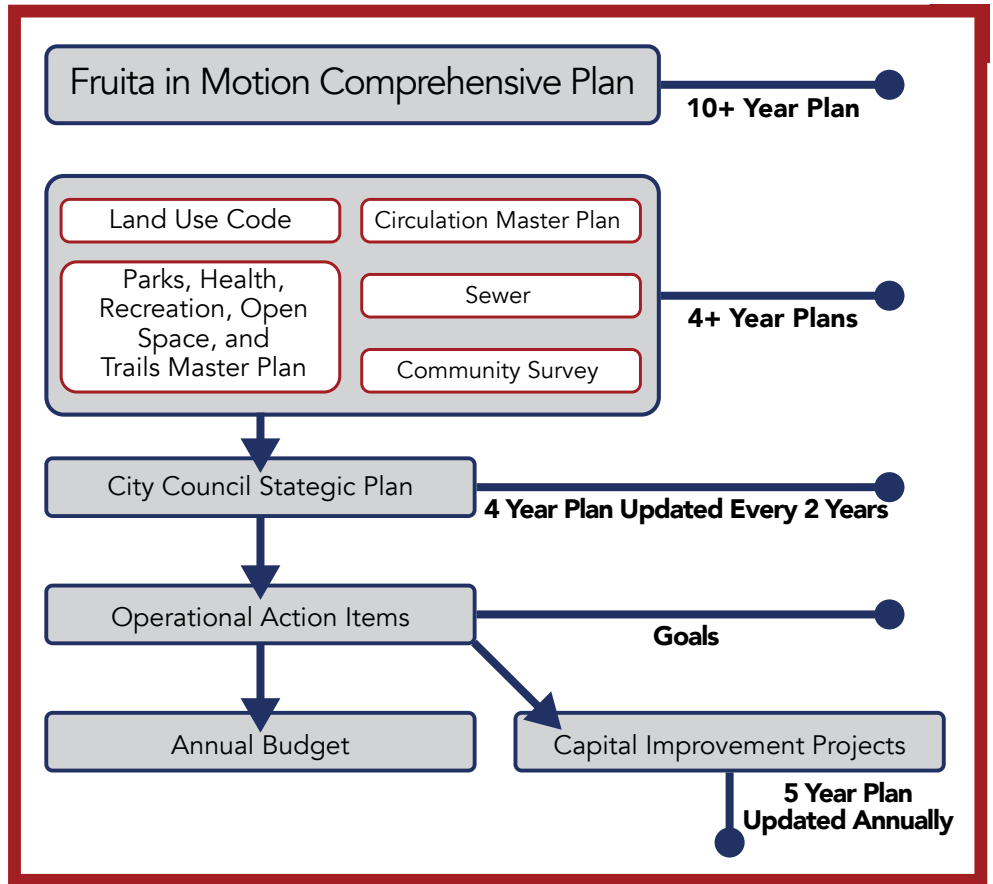 Fruita in Motion Comprehensive Plan
10+ Year Plan
Land Use Code
Circulation Master Plan
Parks, Health,
Recreation, Open
Space, and
Trails Master Plan
Sewer
Community Survey
4+ Year Plans
City Council Stategic Plan
4 Year Plan Updated Every 2 Years
Operational Action Items
Goals
Annual Budget
Capital Improvement Projects
5 Year Plan
Updated Annually